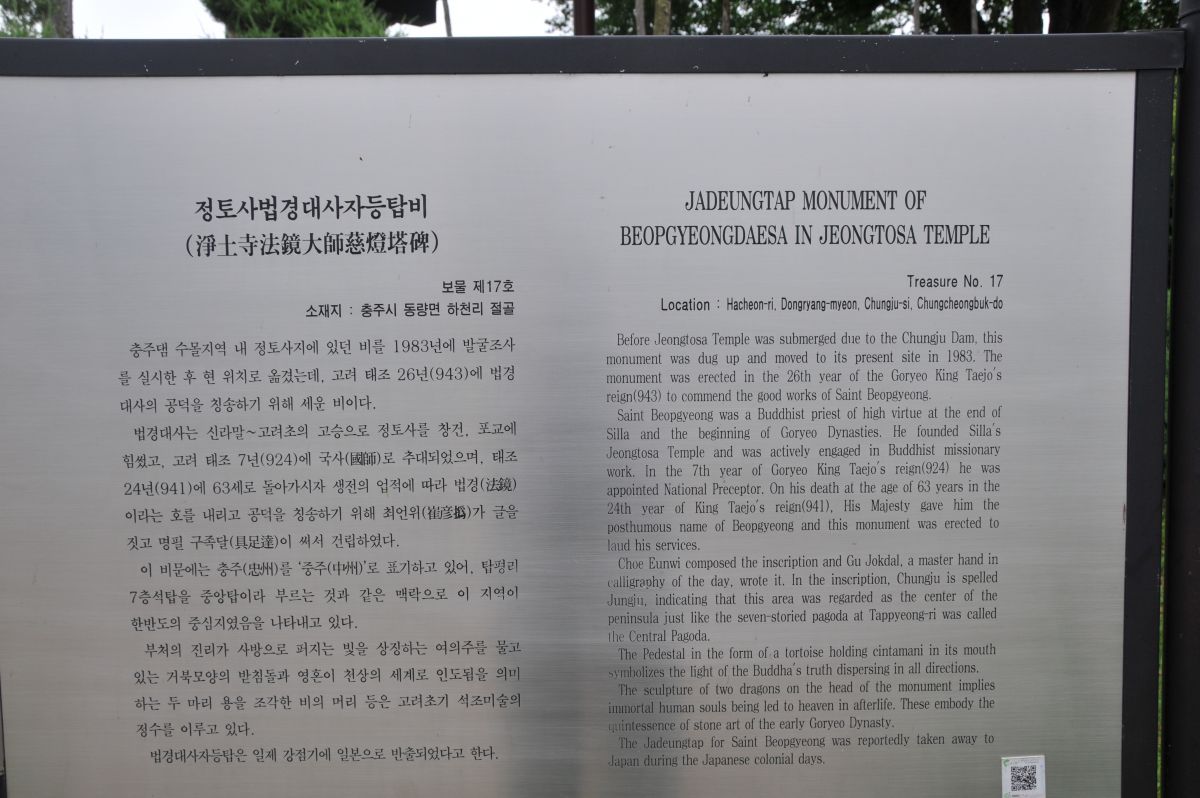 정토사법경대사자등탑비
(淨土寺法鏡大師慈燈塔碑)
보물 제17호
소재지 : 충주시 동량면 하천리 절골
충주댐 수몰지역 내 정토사지에 있던 비를 1983년에 발굴조사
를 실시한 후 현 위치로 옮겼는데, 고려 태조 26년(943)에 법경
대사의 공덕을 칭송하기 위해 세운 비이다.
법경대사는 신라말~고려초의 고승으로 정토사를 창건, 포교에
힘썼고, 고려 태조 7년(924)에 국사(國師)로 추대되었으며, 태조
24년(941)에 63세로 돌아가시자 생전의 업적에 따라 법경(法鏡)
이라는 호를 내리고 공덕을 칭송하기 위해 최언위(崔彦撝)가 글을
짓고 명필 구족달(具足達)이 써서 건립하였다.
이 비문에는 충주(忠州)를 '중주(中州)'로 표기하고 있어, 탑평리
7층석탑을 중앙탑이라 부르는 것과 같은 맥락으로 이 지역이
한반도의 중심지였음을 나타내고 있다.
부처의 진리가 사방으로 퍼지는 빛을 상징하는 여의주를 물고
있는 거북모양의 받침돌과 영혼이 천상의 세계로 인도됨을 의미
하는 두 마리 용을 조각한 비의 머리 등은 고려초기 석조미술의
정수를 이루고 있다.
법경대사자등탑은 일제 강점기에 일본으로 반출되었다고 한다.
JADEUNGTAP MONUMENT OF
BEOPGYEONGDAESA IN JEONGTOSA TEMPLE
Treasure No. 17
Location : Hacheon-ri, Dongryang-myeon, Chungju-si, Chungcheongbuk-do
Before Jeongtosa Temple was submerged due to the Chungju Dam, this
monument was dug up and moved to its present site in 1983. The
monument was erected in the 26th year of the Goryeo King Taejo's
reign(943) to commend the good works of Saint Beopgyeong.
Saint Beopgyeong was a Buddhist priest of high virtue at the end of
Silla and the beginning of Goryeo Dynasties. He founded Silla's
Jeongtosa Temple and was actively engaged in Buddhist missionary
work. In the 7th year of Goryeo King Taejo's reign(924) he was
appointed National Preceptor. On his death at the age of 63 years in the
24th year of King Taejo's reign(941), His Majesty gave him the
posthumous name of Beopgyeong and this monument was erected to
laud his services.
Choe Eunwi composed the inscription and Gu Jokdal, a master hand in
calligraphy of the day, wrote it. In the inscription, Chungju is spelled
Jungju, indicating that this area was regarded as the center of the
peninsula just like the seven-storied pagoda at Tappyeong-ri was called
the Central Pagoda.
The Pedestal in the form of a tortoise holding cintamani in its mouth
symbolizes the light of the Buddha's truth dispersing in all directions.
The sculpture of two dragons on the head of the monument implies
immortal human souls being led to heaven in afterlife. These embody the
quintessence of stone art of the early Goryeo Dynasty.
The Jadeungtap for Saint Beopgyeong was reportedly taken away to
Japan during the Japanese colonial days.